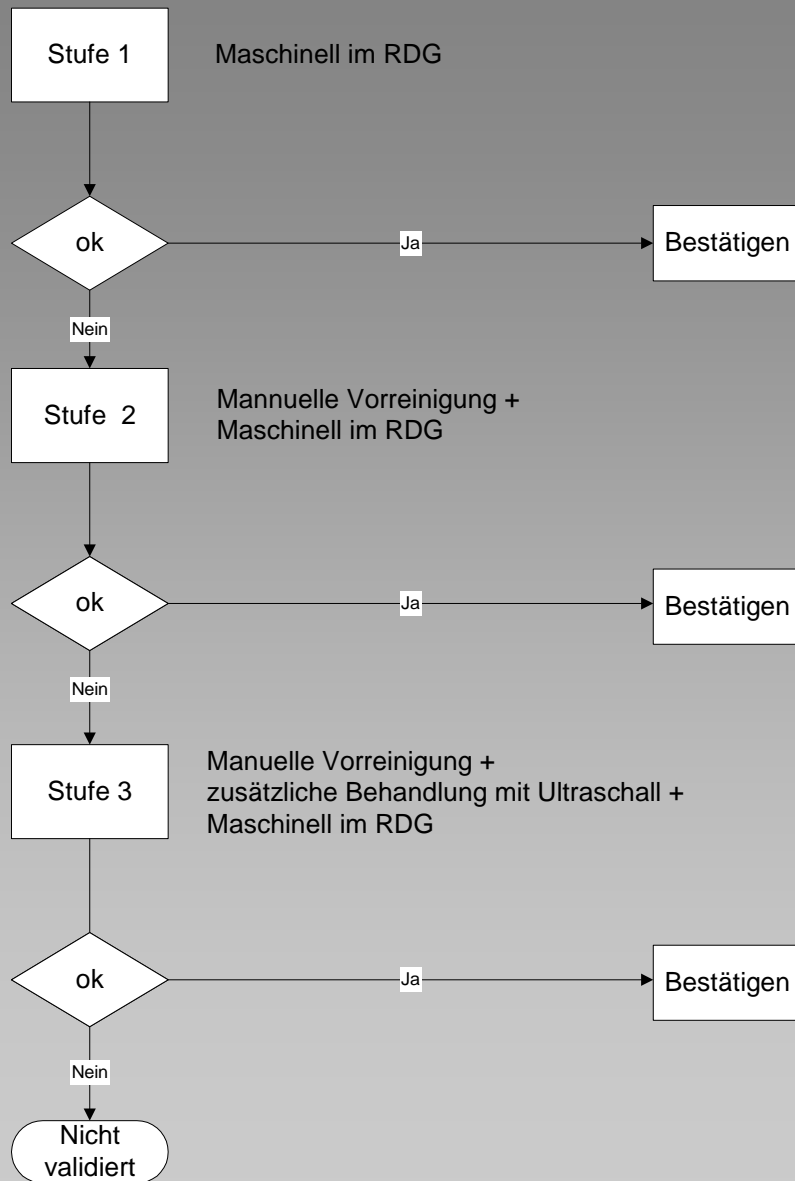 Stufe 1
Maschinell im RDG
ok
Ja
Bestätigen
Nein
Stufe 2
Mannuelle Vorreinigung +
Maschinell im RDG
ok
Ja
Bestätigen
Nein
Stufe 3
Manuelle Vorreinigung +
zusätzliche Behandlung mit Ultraschall +
Maschinell im RDG
ok
Ja
Bestätigen
Nein
Nicht
validiert